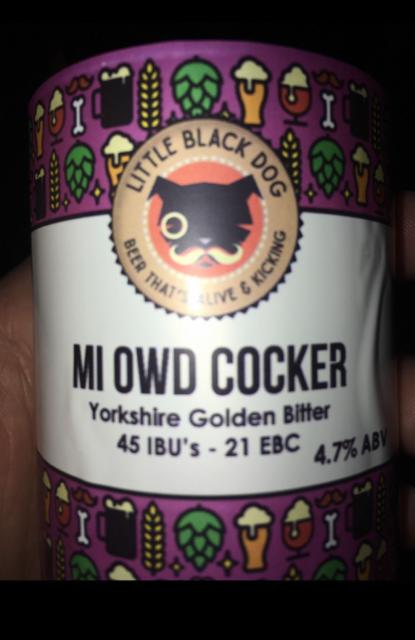 LITTLE BLACK DOG
BEER THAT'S ALIVE & KICKING
MI OWD COCKER
Yorkshire Golden Bitter
45 IBU's - 21 EBC
4.7% ABV